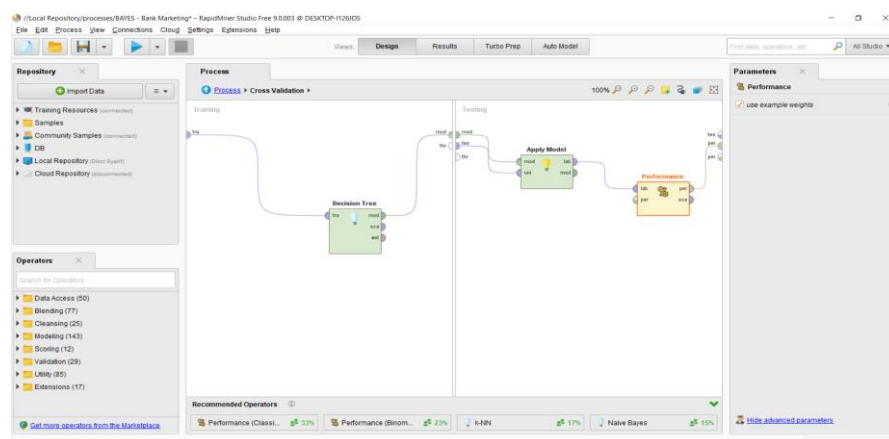 //Local Repository/processes/BAYES - Bank Marketing* – RapidMiner Studio Free 9.0.003 @ DESKTOP-I126JOS
File Edit Process View Connections Cloud Settings Extensions Help
Views: Design Results Turbo Prep Auto Model Find data, operators...etc All Studio
Repository
Import Data
Training Resources (connected)
Samples
Community Samples (connected)
DB
Local Repository
Cloud Repository (disconnected)
Operators
Search for Operators
Data Access (50)
Blending (77)
Cleansing (25)
Modeling (143)
Scoring (12)
Validation (29)
Utility (85)
Extensions (17)
Get more operators from the Marketplace
Process
Process Cross Validation 100%
Training
tra
mod
thr
Decision Tree
tra mod
exa
wei
Testing
mod
tes
thr
Apply Model
mod lab
unl mod
Performance
lab per
per exa
tes
per
per
Recommended Operators
Performance (Classi... 33%
Performance (Binom... 23%
k-NN 17%
Naive Bayes 15%
Parameters
Performance
use example weights
Hide advanced parameters